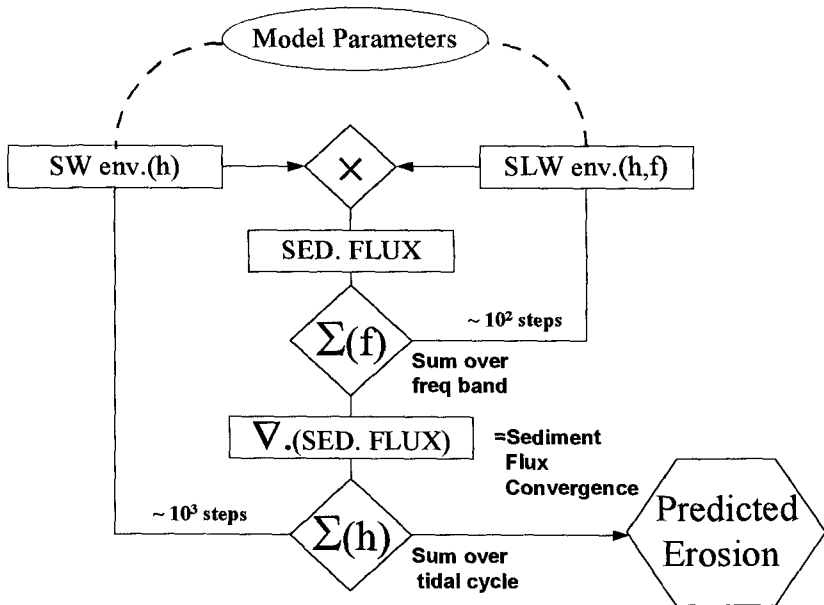 Model Parameters
SW env.(h)
×
SLW env.(h,f)
SED. FLUX
~ 10² steps
Σ(f)
Sum over
freq band
∇.(SED. FLUX)
=Sediment
Flux
Convergence
~ 10³ steps
Σ(h)
Sum over
tidal cycle
Predicted
Erosion